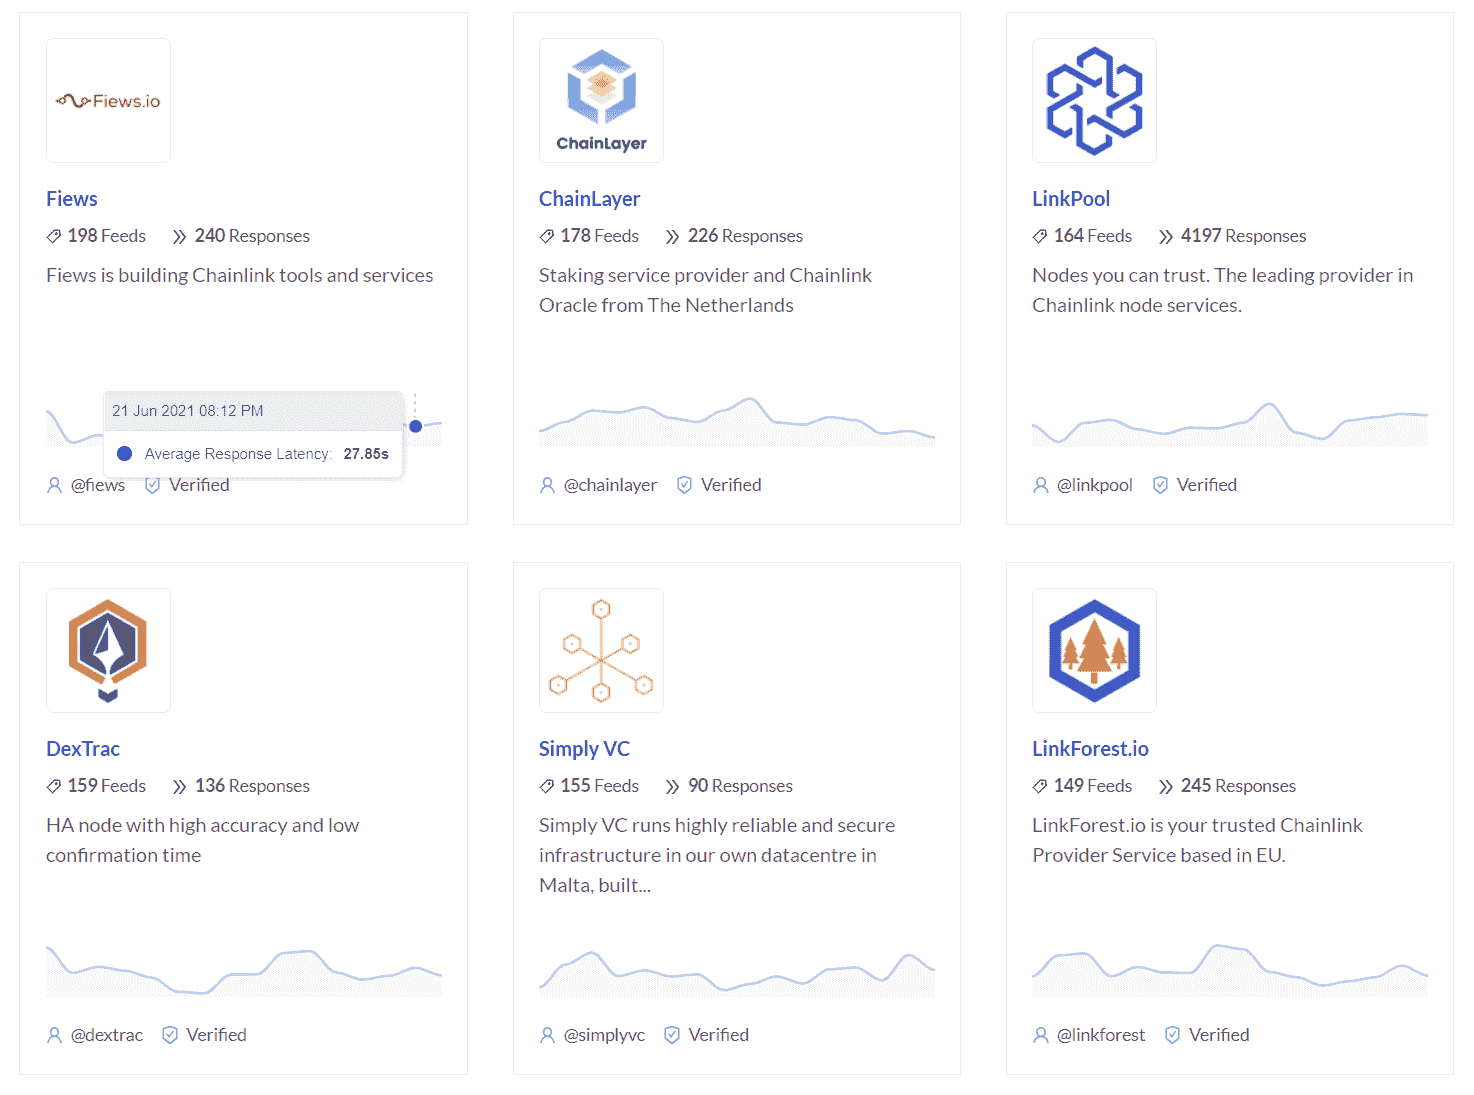 Fiews.io
Fiews
198 Feeds 240 Responses
Fiews is building Chainlink tools and services
21 Jun 2021 08:12 PM
Average Response Latency: 27.85s
@fiews Verified
ChainLayer
ChainLayer
178 Feeds 226 Responses
Staking service provider and Chainlink
Oracle from The Netherlands
@chainlayer Verified
LinkPool
164 Feeds 4197 Responses
Nodes you can trust. The leading provider in
Chainlink node services.
@linkpool Verified
DexTrac
159 Feeds 136 Responses
HA node with high accuracy and low
confirmation time
@dextrac Verified
Simply VC
155 Feeds 90 Responses
Simply VC runs highly reliable and secure
infrastructure in our own datacentre in
Malta, built...
@simplyvc Verified
LinkForest.io
149 Feeds 245 Responses
LinkForest.io is your trusted Chainlink
Provider Service based in EU.
@linkforest Verified